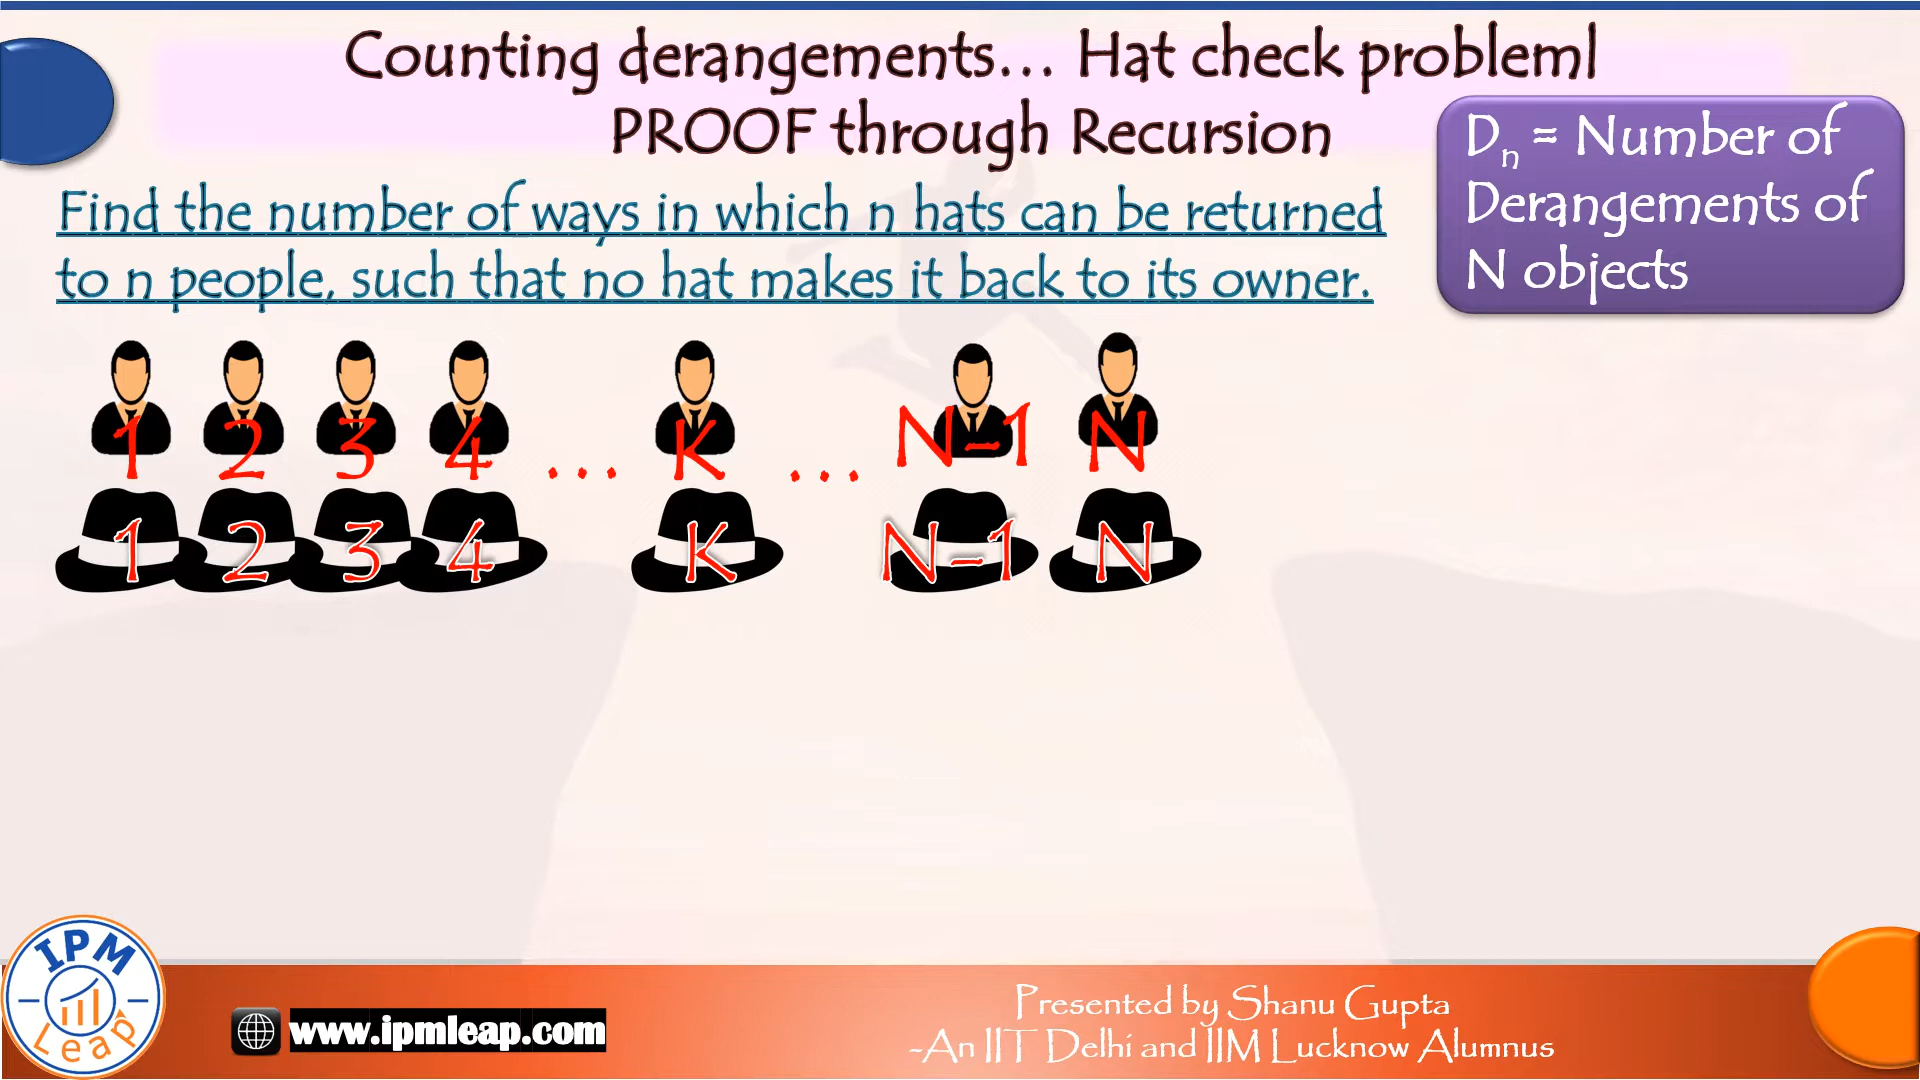 Counting derangements... Hat check problem!
PROOF through Recursion
Dn = Number of
Derangements of
N objects
Find the number of ways in which n hats can be returned
to n people, such that no hat makes it back to its owner.
1 2 3 4 ... K ... N-1 N
1 2 3 4 K N-1 N
IPM
Leap
www.ipmleap.com
Presented by Shanu Gupta
-An IIT Delhi and IIM Lucknow Alumnus